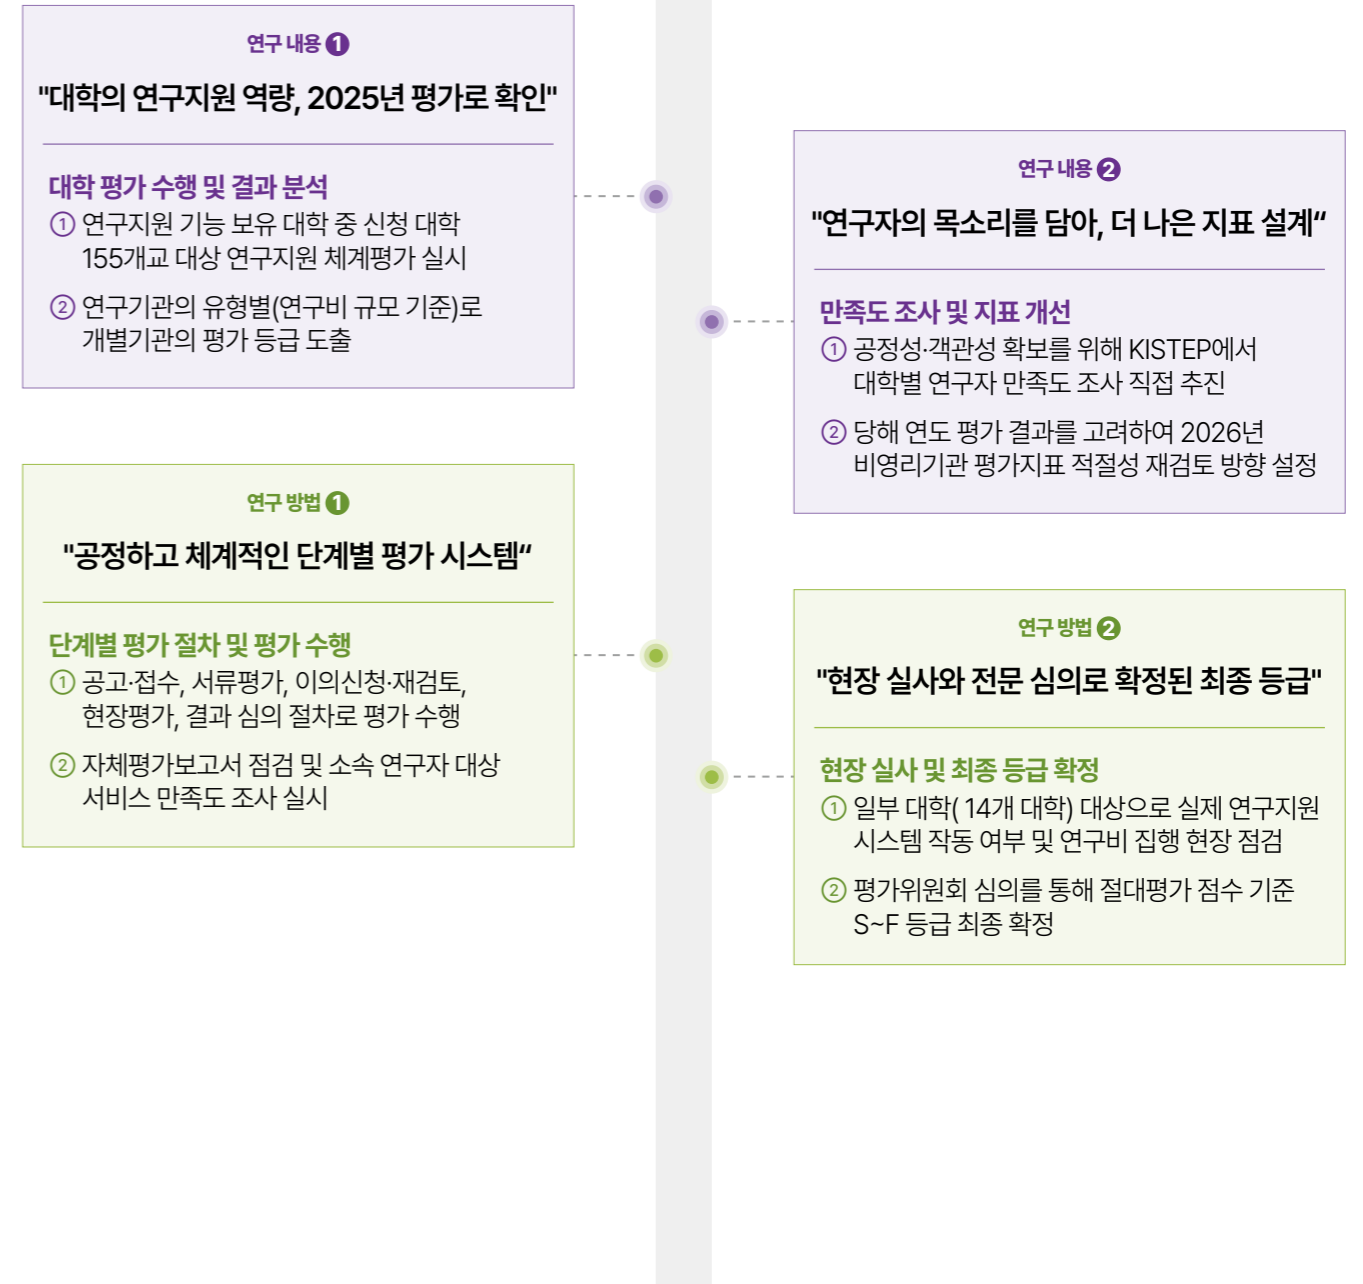 연구 내용 ❶
"대학의 연구지원 역량, 2025년 평가로 확인"
대학 평가 수행 및 결과 분석
① 연구지원 기능 보유 대학 중 신청 대학
155개교 대상 연구지원 체계평가 실시
② 연구기관의 유형별(연구비 규모 기준)로
개별기관의 평가 등급 도출
연구 내용 ❷
"연구자의 목소리를 담아, 더 나은 지표 설계“
만족도 조사 및 지표 개선
① 공정성·객관성 확보를 위해 KISTEP에서
대학별 연구자 만족도 조사 직접 추진
② 당해 연도 평가 결과를 고려하여 2026년
비영리기관 평가지표 적절성 재검토 방향 설정
연구 방법 ❶
"공정하고 체계적인 단계별 평가 시스템“
단계별 평가 절차 및 평가 수행
① 공고·접수, 서류평가, 이의신청·재검토,
현장평가, 결과 심의 절차로 평가 수행
② 자체평가보고서 점검 및 소속 연구자 대상
서비스 만족도 조사 실시
연구 방법 ❷
"현장 실사와 전문 심의로 확정된 최종 등급"
현장 실사 및 최종 등급 확정
① 일부 대학( 14개 대학) 대상으로 실제 연구지원
시스템 작동 여부 및 연구비 집행 현장 점검
② 평가위원회 심의를 통해 절대평가 점수 기준
S~F 등급 최종 확정